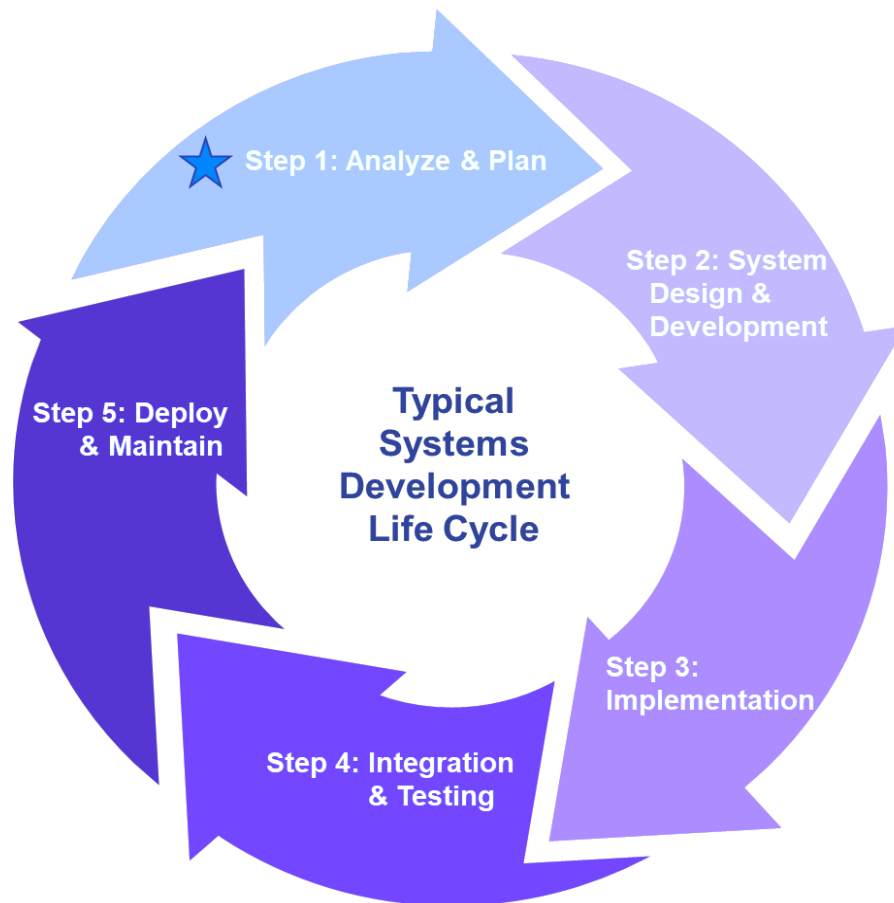 Step 1: Analyze & Plan
Step 2: System
Design &
Development
Step 3:
Implementation
Step 4: Integration
& Testing
Step 5: Deploy
& Maintain
Typical
Systems
Development
Life Cycle